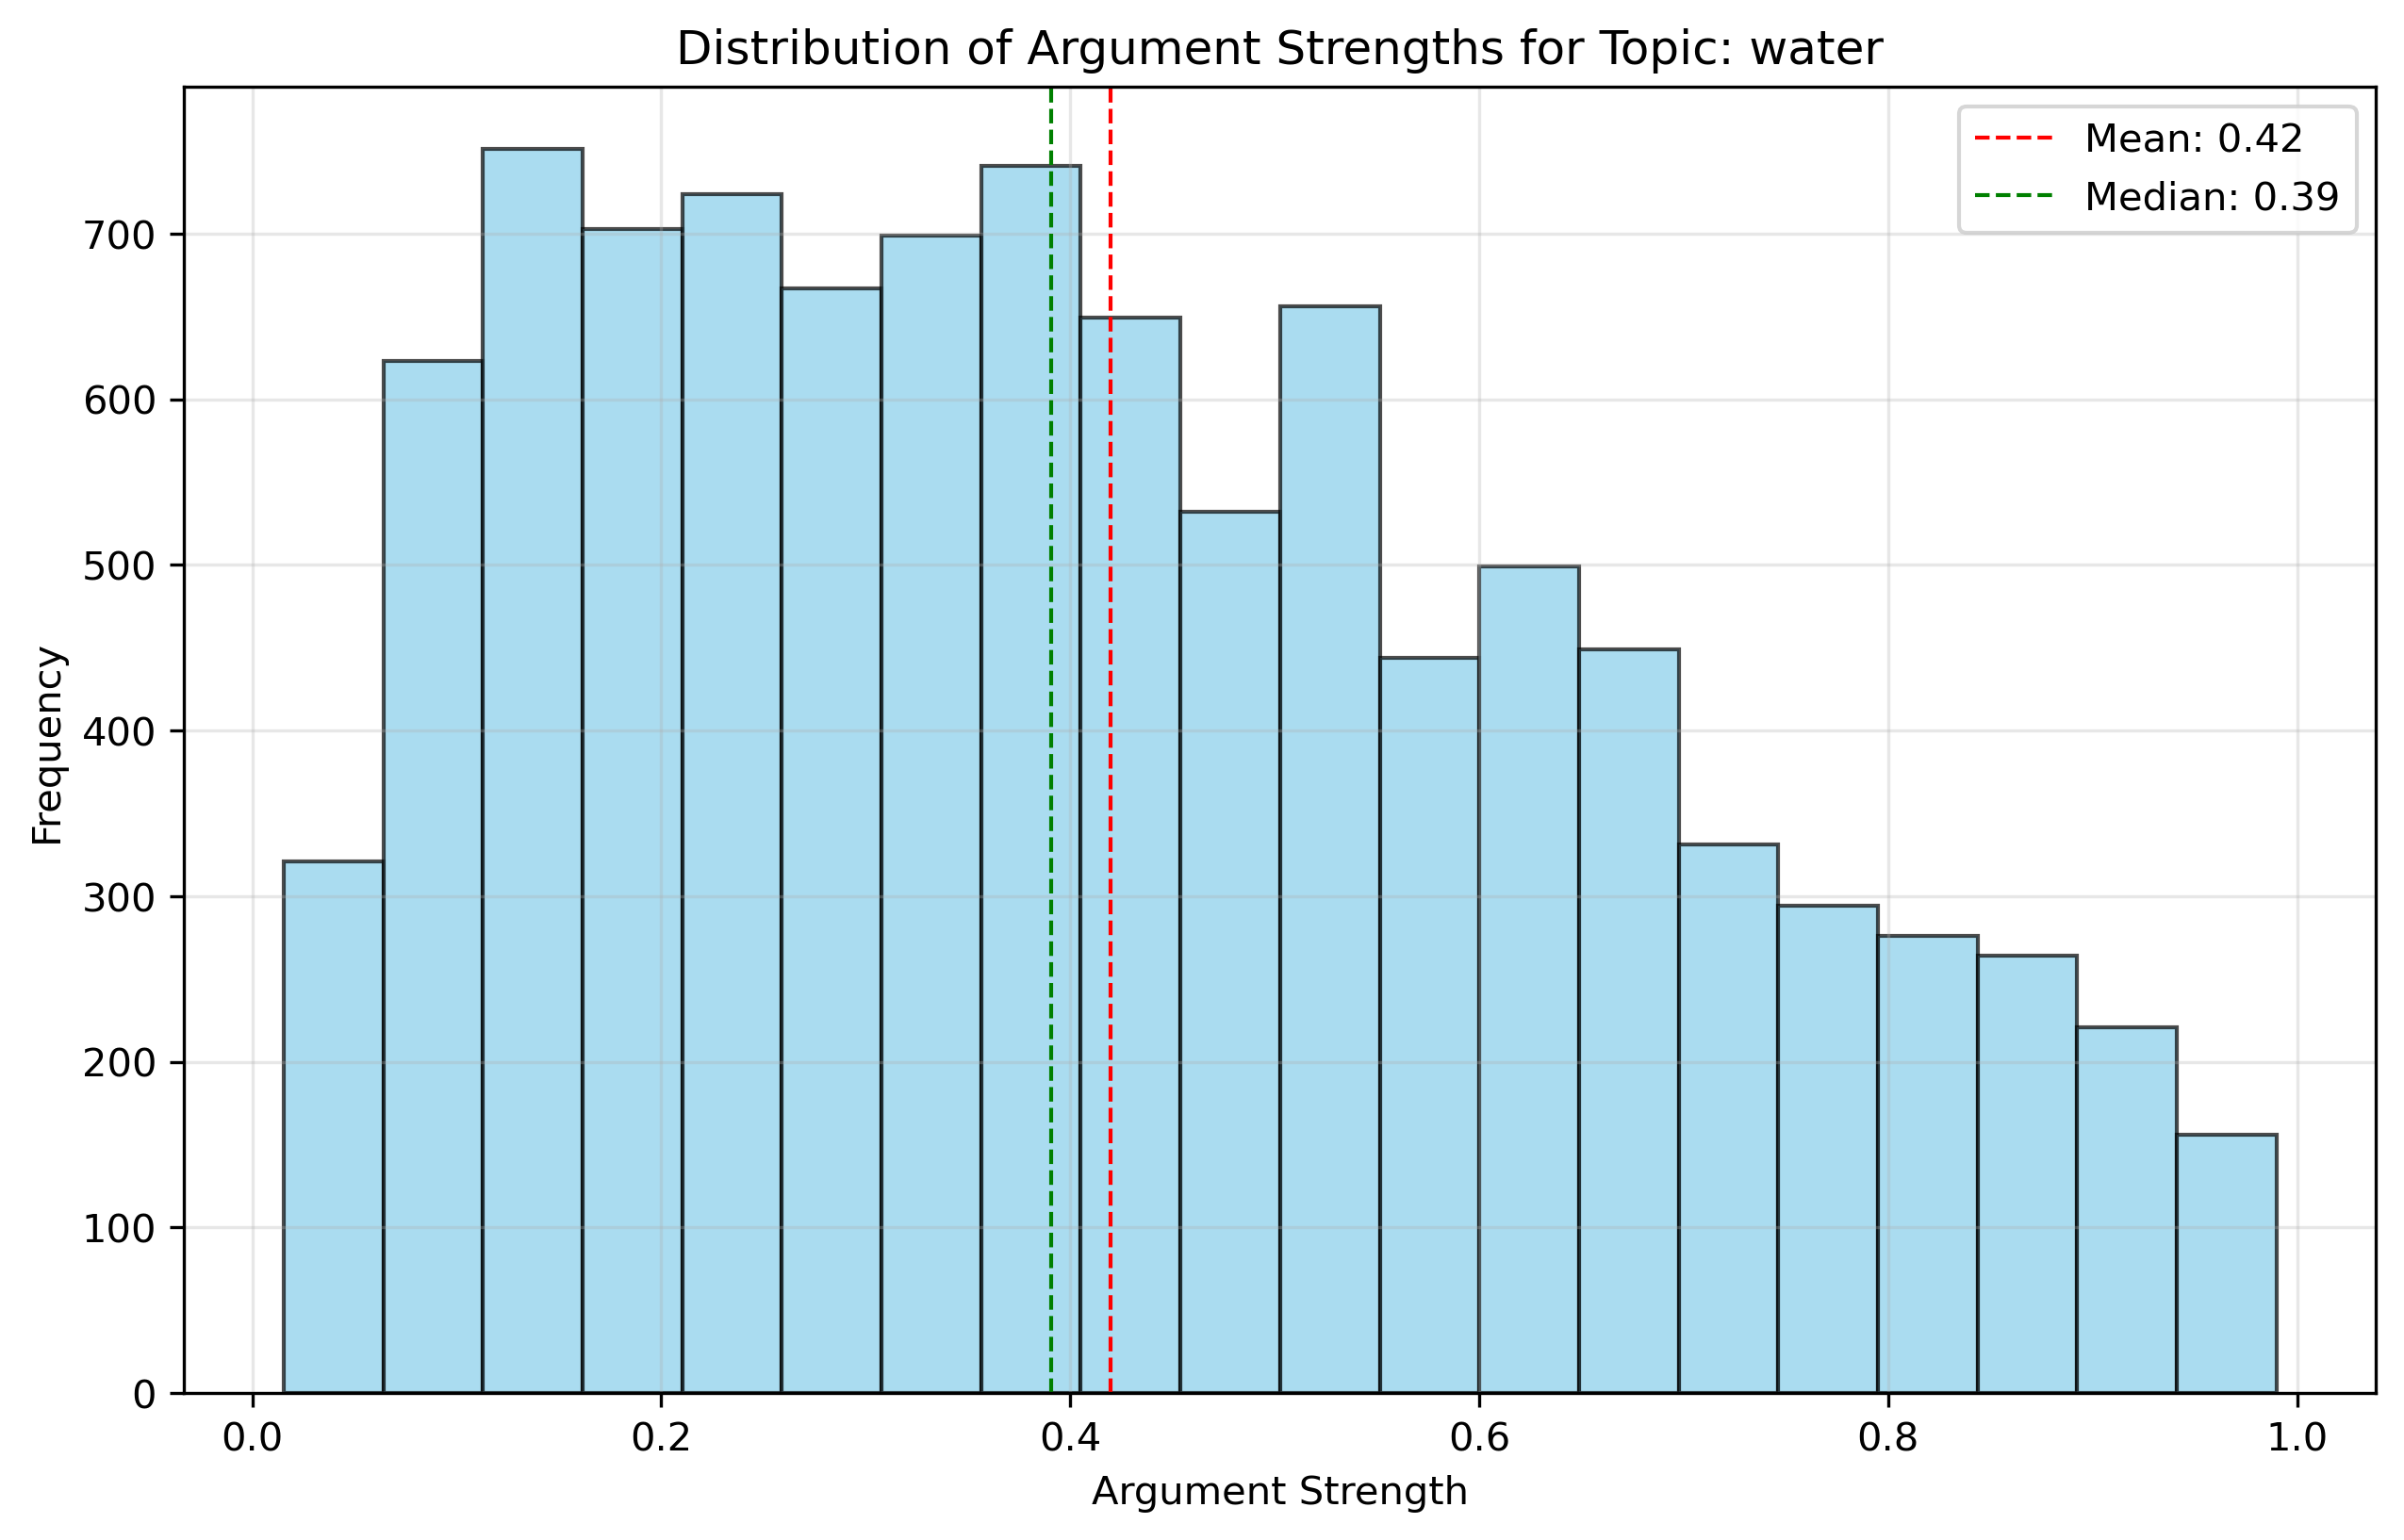 Distribution of Argument Strengths for Topic: water
Mean: 0.42
Median: 0.39
Frequency
700
600
500
400
300
200
100
0
0.0 0.2 0.4 0.6 0.8 1.0
Argument Strength